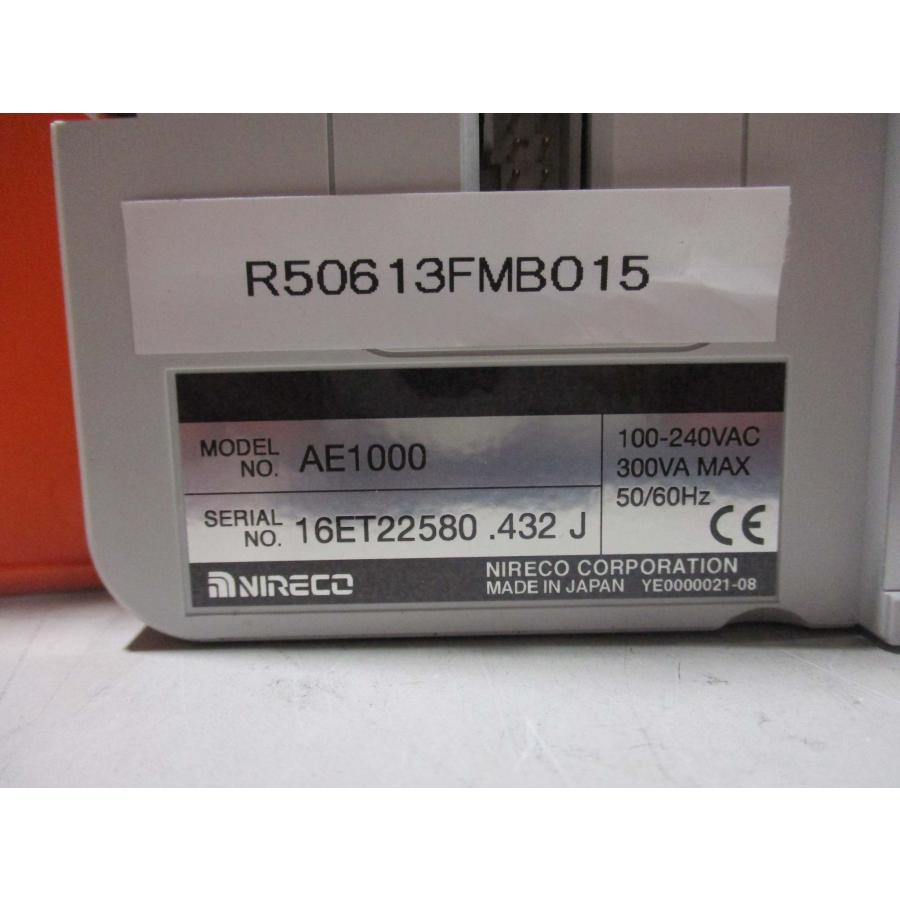 R50613FMB015
MODEL NO. AE1000
100-240VAC
300VA MAX
50/60Hz
SERIAL NO. 16ET22580 .432 J
CE
NIRECO
NIRECO CORPORATION
MADE IN JAPAN YE0000021-08